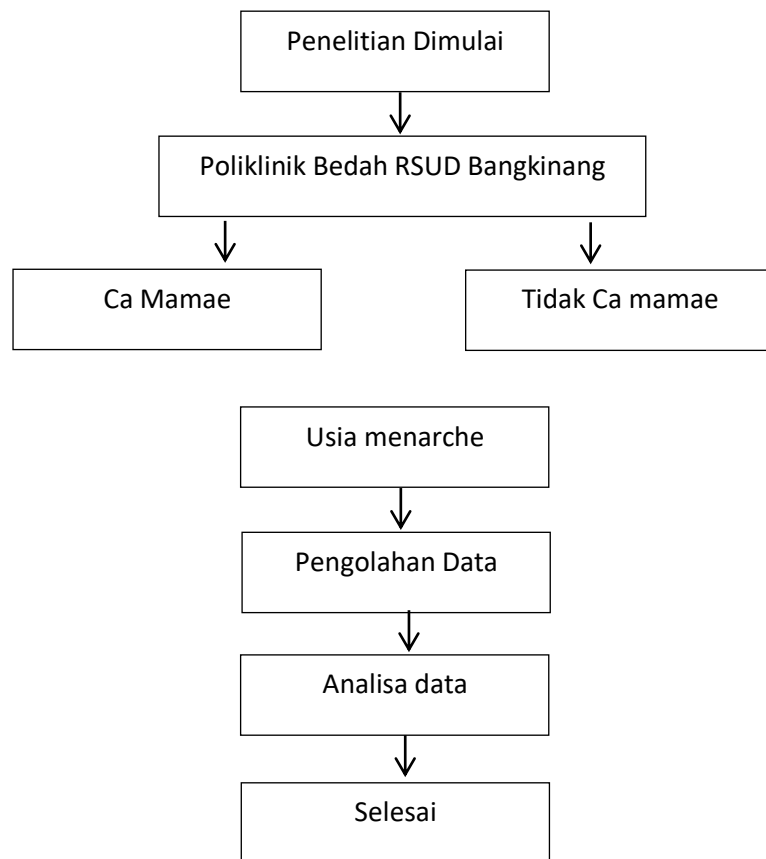 Penelitian Dimulai
Poliklinik Bedah RSUD Bangkinang
Ca Mamae
Tidak Ca mamae
Usia menarche
Pengolahan Data
Analisa data
Selesai